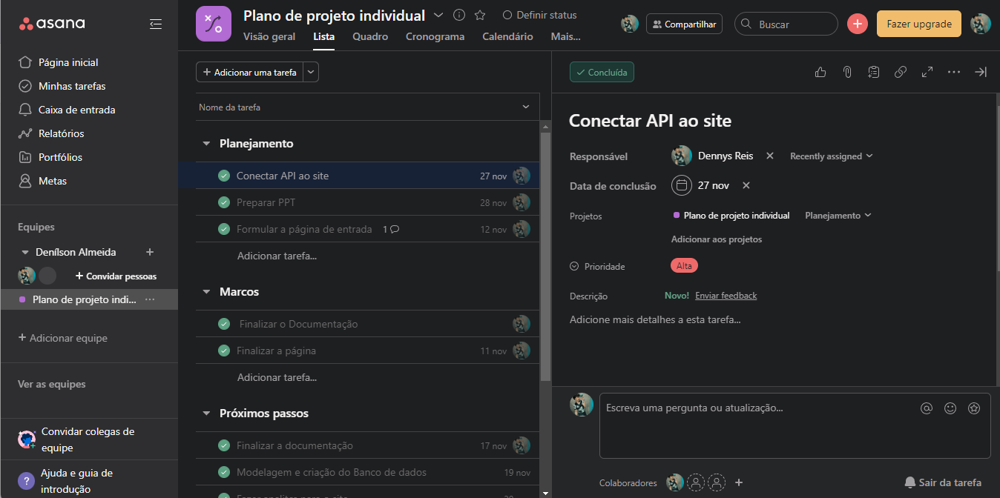 asana
Página inicial
Minhas tarefas
Caixa de entrada
Relatórios
Portfólios
Metas
Equipes
Denílson Almeida +
+ Convidar pessoas
Plano de projeto indi... ...
+ Adicionar equipe
Ver as equipes
Convidar colegas de
equipe
? Ajuda e guia de
introdução
Plano de projeto individual
Definir status
Visão geral Lista Quadro Cronograma Calendário Mais...
Compartilhar
Buscar
+
Fazer upgrade
+ Adicionar uma tarefa
Nome da tarefa
Planejamento
Conectar API ao site 27 nov
Preparar PPT 28 nov
Formular a página de entrada 1 12 nov
Adicionar tarefa...
Marcos
Finalizar o Documentação
Finalizar a página 11 nov
Adicionar tarefa...
Próximos passos
Finalizar a documentação 17 nov
Modelagem e criação do Banco de dados 19 nov
Concluída
Conectar API ao site
Responsável Dennys Reis Recently assigned
Data de conclusão 27 nov
Projetos Plano de projeto individual Planejamento
Adicionar aos projetos
Prioridade Alta
Descrição Novo! Enviar feedback
Adicione mais detalhes a esta tarefa...
Escreva uma pergunta ou atualização...
Colaboradores +
Sair da tarefa